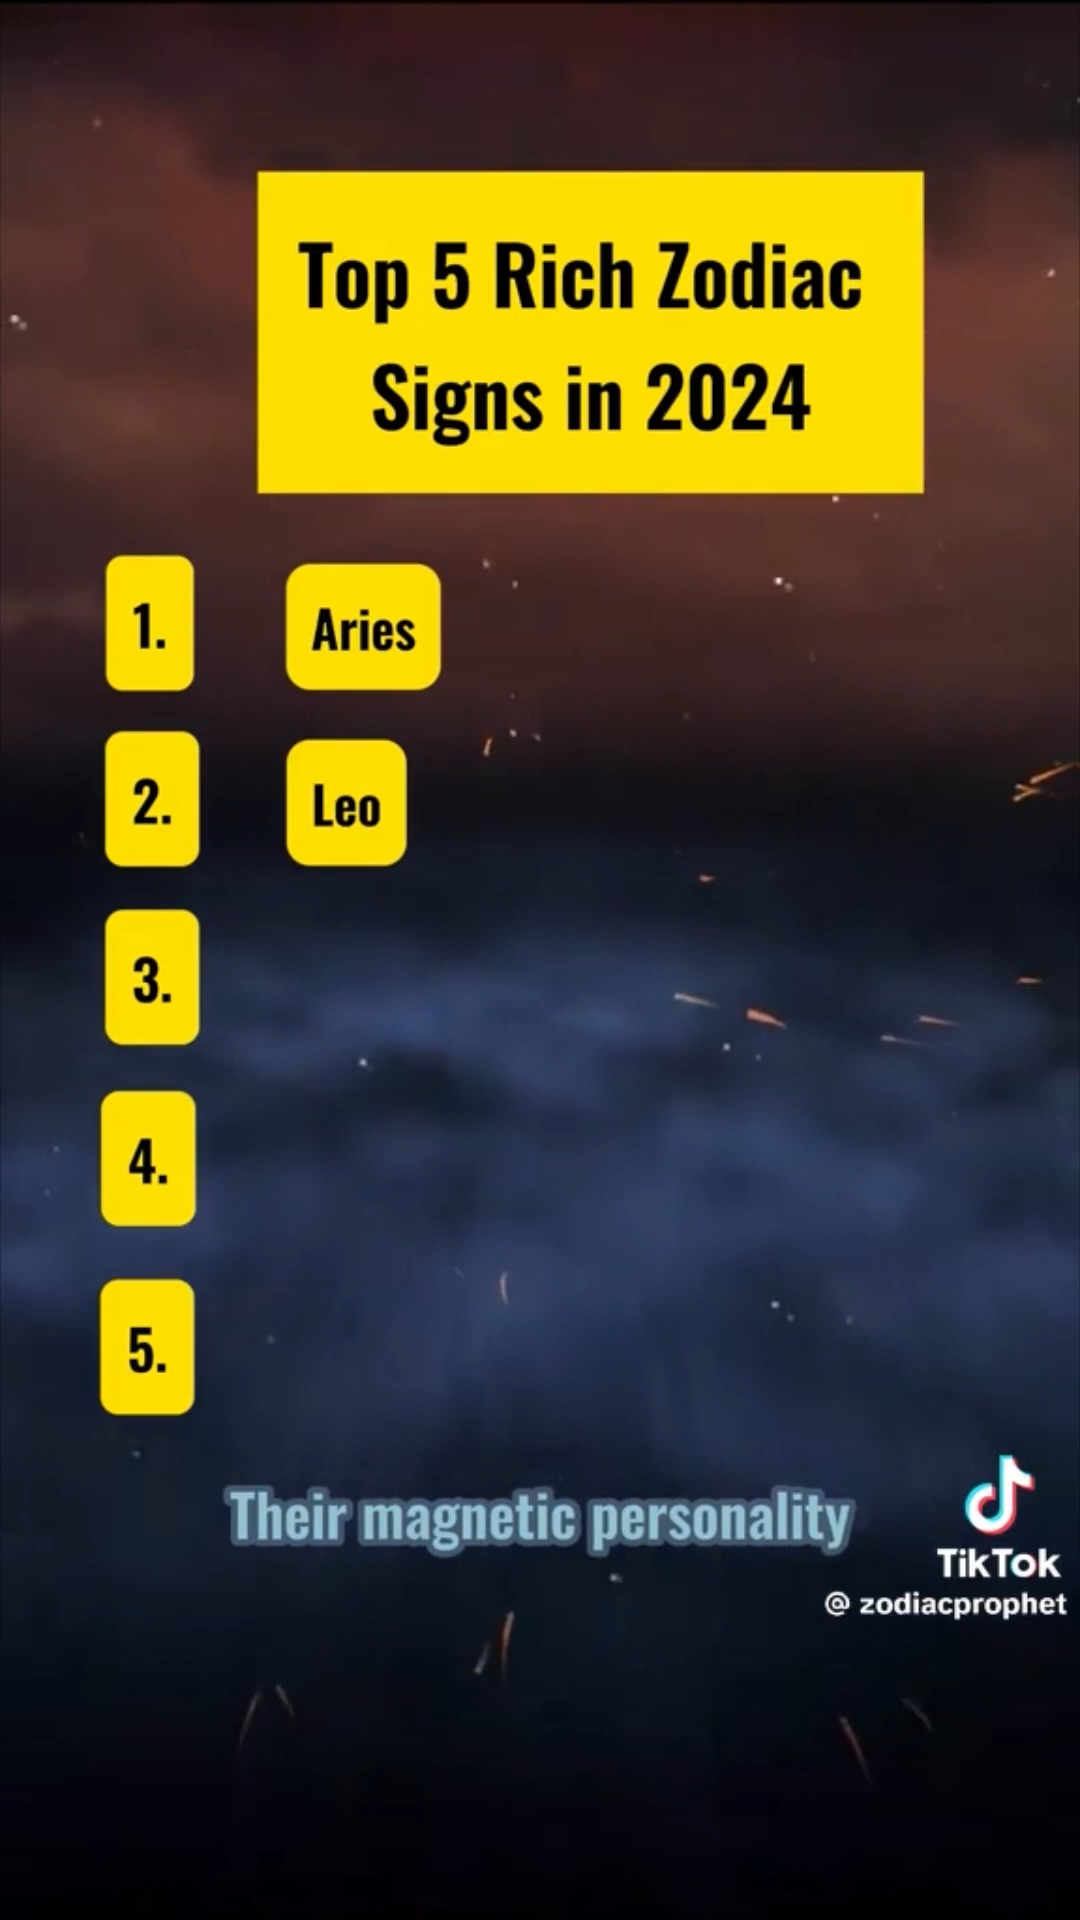 Top 5 Rich Zodiac
Signs in 2024
1. Aries
2. Leo
3.
4.
5.
Their magnetic personality
TikTok
@ zodiacprophet